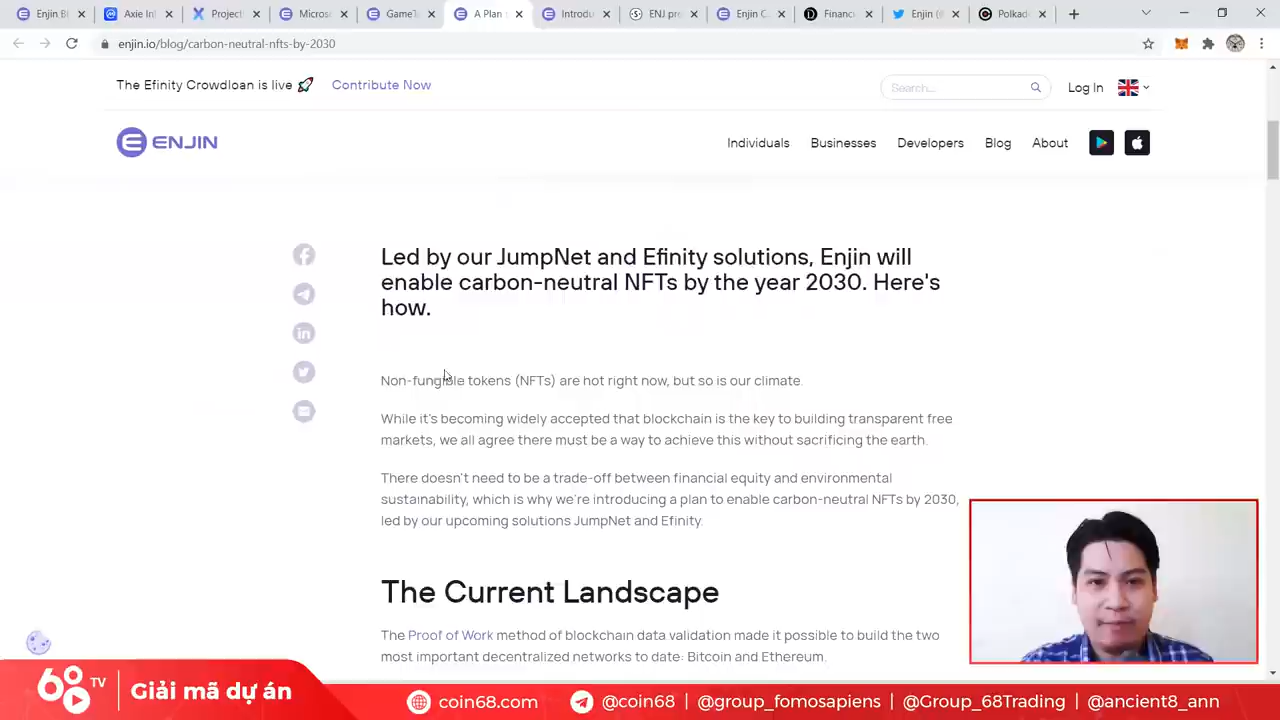 Enjin Bl
Axie Inf
Project
Micros
GameT
A Plan
Introdu
ENJ pr
Enjin C
Financ
Enjin (
Polkad
enjin.io/blog/carbon-neutral-nfts-by-2030
The Efinity Crowdloan is live 🚀 Contribute Now
Search...
Log In
ENJIN
Individuals Businesses Developers Blog About
Led by our JumpNet and Efinity solutions, Enjin will
enable carbon-neutral NFTs by the year 2030. Here's
how.
Non-fungible tokens (NFTs) are hot right now, but so is our climate.
While it's becoming widely accepted that blockchain is the key to building transparent free
markets, we all agree there must be a way to achieve this without sacrificing the earth.
There doesn't need to be a trade-off between financial equity and environmental
sustainability, which is why we're introducing a plan to enable carbon-neutral NFTs by 2030,
led by our upcoming solutions JumpNet and Efinity.
The Current Landscape
The Proof of Work method of blockchain data validation made it possible to build the two
most important decentralized networks to date: Bitcoin and Ethereum.
68 TV
Giải mã dự án
coin68.com @coin68 | @group_fomosapiens | @Group_68Trading | @ancient8_ann